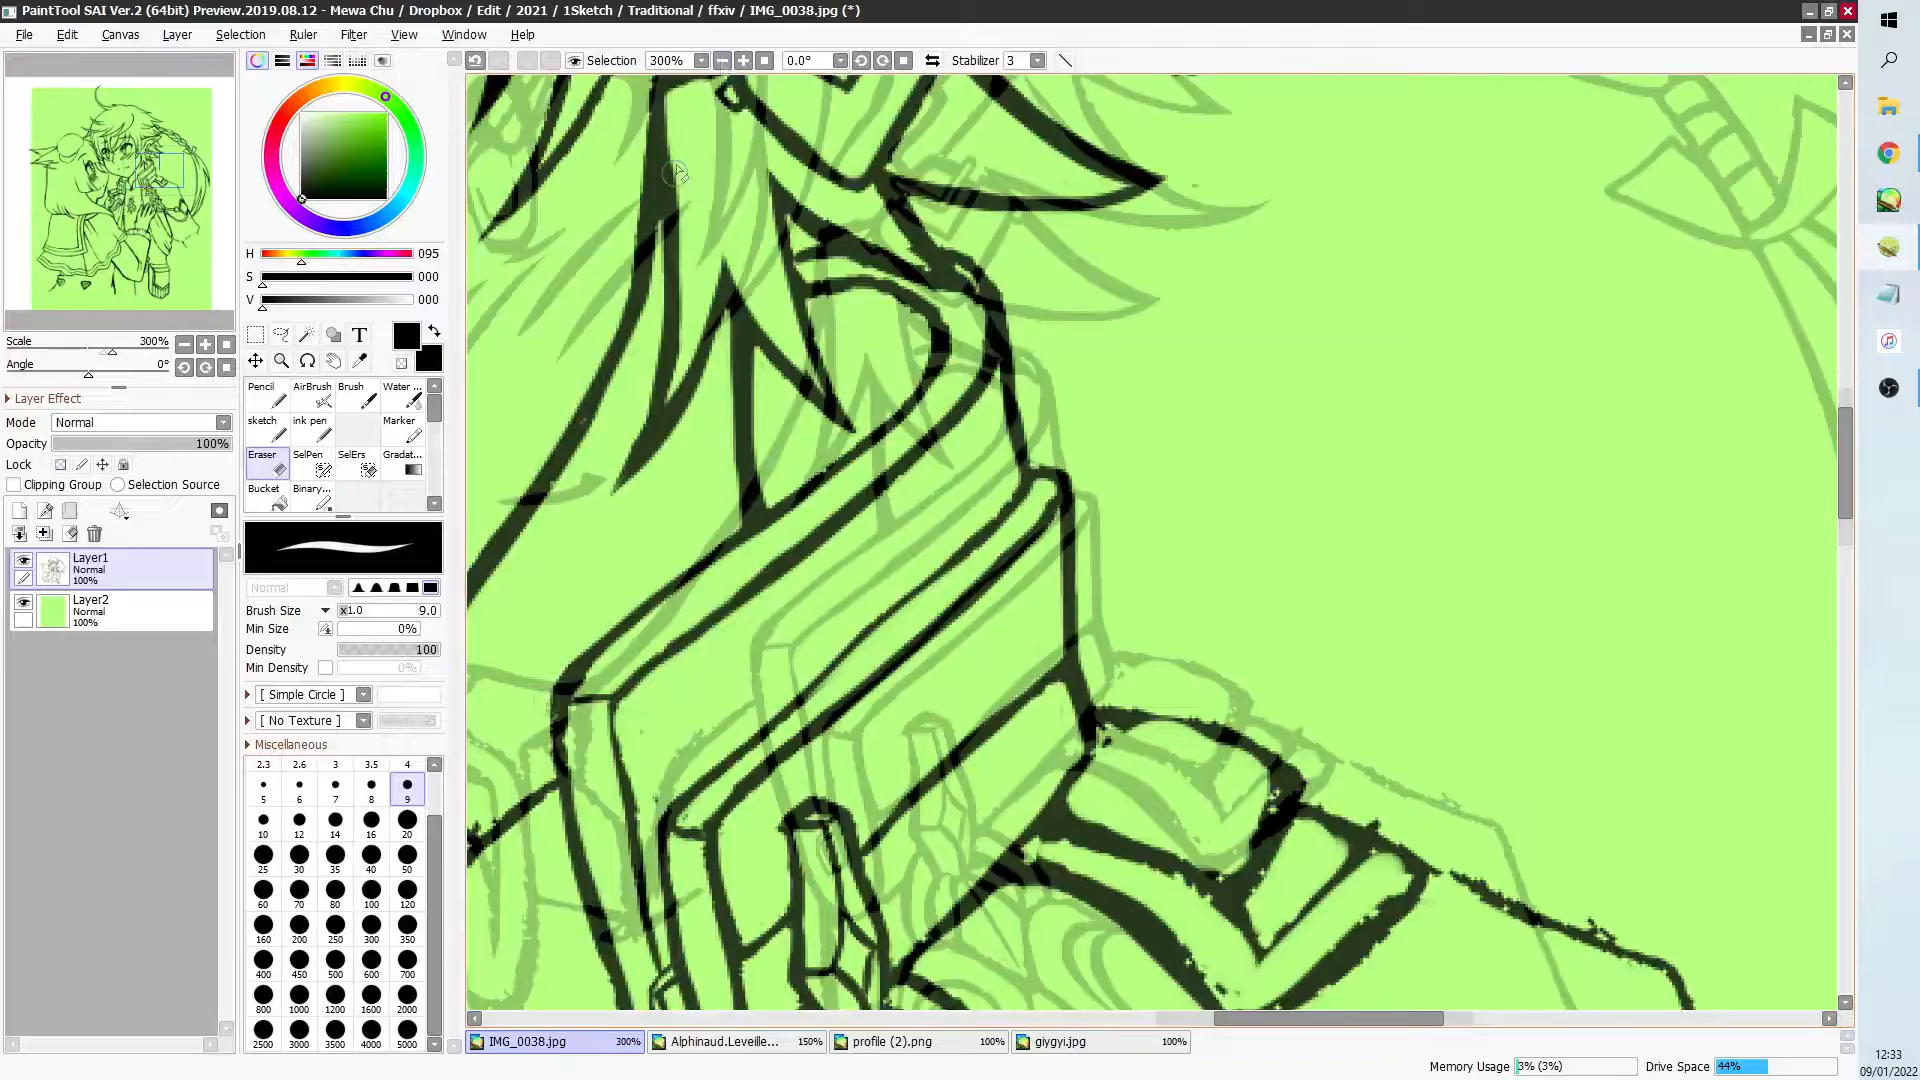 PaintTool SAI Ver.2 (64bit) Preview.2019.08.12 - Mewa Chu / Dropbox / Edit / 2021 / 1Sketch / Traditional / ffxiv / IMG_0038.jpg (*)
File Edit Canvas Layer Selection Ruler Filter View Window Help
Selection 300% 0.0° Stabilizer 3
H 095
S 000
V 000
T
Scale 300%
Angle 0°
Layer Effect
Mode Normal
Opacity 100%
Lock
Clipping Group Selection Source
Layer1
Normal
100%
Layer2
Normal
100%
Pencil AirBrush Brush Water ...
sketch ink pen Marker
Eraser SelPen SelErs Gradat...
Bucket Binary...
Normal
Brush Size x1.0 9.0
Min Size 0%
Density 100
Min Density 0%
[ Simple Circle ]
[ No Texture ] 95
Miscellaneous
2.3 2.6 3 3.5 4
5 6 7 8 9
10 12 14 16 20
25 30 35 40 50
60 70 80 100 120
160 200 250 300 350
400 450 500 600 700
800 1000 1200 1600 2000
2500 3000 3500 4000 5000
IMG_0038.jpg 300% Alphinaud.Leveille... 150% profile (2).png 100% giygyi.jpg 100%
Memory Usage 3% (3%) Drive Space 44%
12:33
09/01/2022